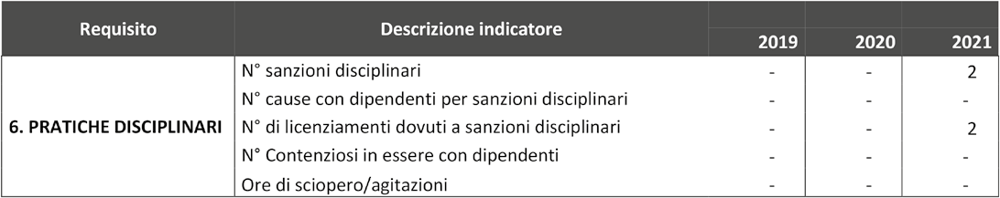 Requisito Descrizione indicatore 2019 2020 2021
N° sanzioni disciplinari - - 2
N° cause con dipendenti per sanzioni disciplinari - - -
6. PRATICHE DISCIPLINARI N° di licenziamenti dovuti a sanzioni disciplinari - - 2
N° Contenziosi in essere con dipendenti - - -
Ore di sciopero/agitazioni - - -